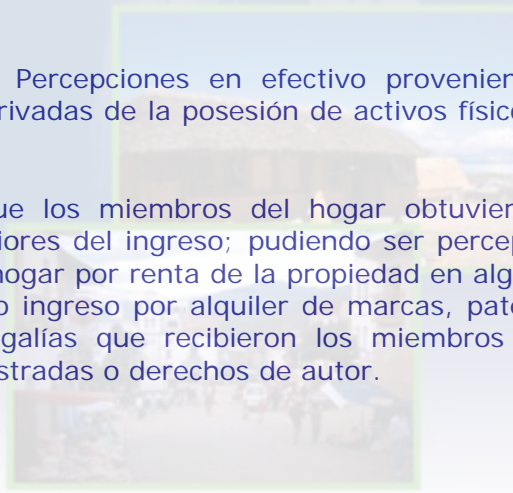 Percepciones en efectivo provenien
rivadas de la posesión de activos físico
ue los miembros del hogar obtuvier
iores del ingreso; pudiendo ser percep
hogar por renta de la propiedad en alg
o ingreso por alquiler de marcas, pate
galías que recibieron los miembros
stradas o derechos de autor.